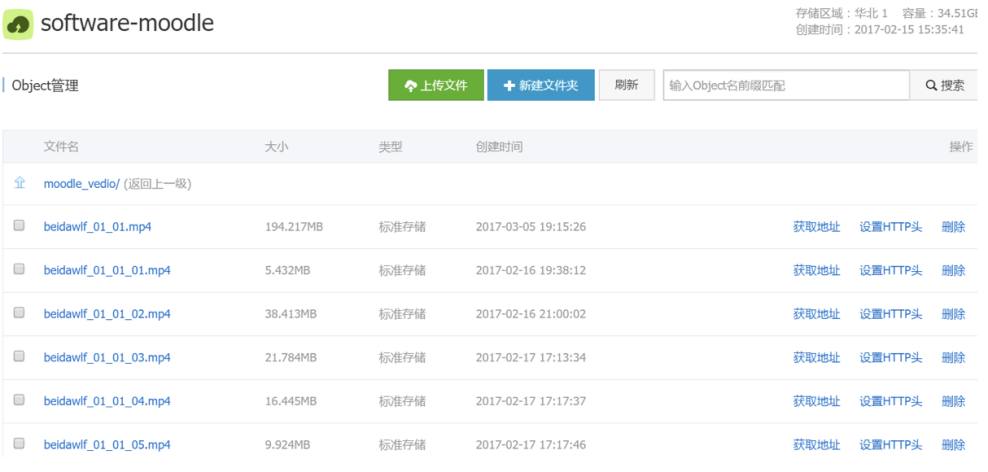 software-moodle
存储区域：华北 1 容量：34.51GB
创建时间：2017-02-15 15:35:41
Object管理 上传文件 新建文件夹 刷新 输入Object名前缀匹配 搜索
文件名 大小 类型 创建时间 操作
moodle_vedio/ (返回上一级)
beidawlf_01_01.mp4 194.217MB 标准存储 2017-03-05 19:15:26 获取地址 设置HTTP头 删除
beidawlf_01_01_01.mp4 5.432MB 标准存储 2017-02-16 19:38:12 获取地址 设置HTTP头 删除
beidawlf_01_01_02.mp4 38.413MB 标准存储 2017-02-16 21:00:02 获取地址 设置HTTP头 删除
beidawlf_01_01_03.mp4 21.784MB 标准存储 2017-02-17 17:13:34 获取地址 设置HTTP头 删除
beidawlf_01_01_04.mp4 16.445MB 标准存储 2017-02-17 17:17:37 获取地址 设置HTTP头 删除
beidawlf_01_01_05.mp4 9.924MB 标准存储 2017-02-17 17:17:46 获取地址 设置HTTP头 删除